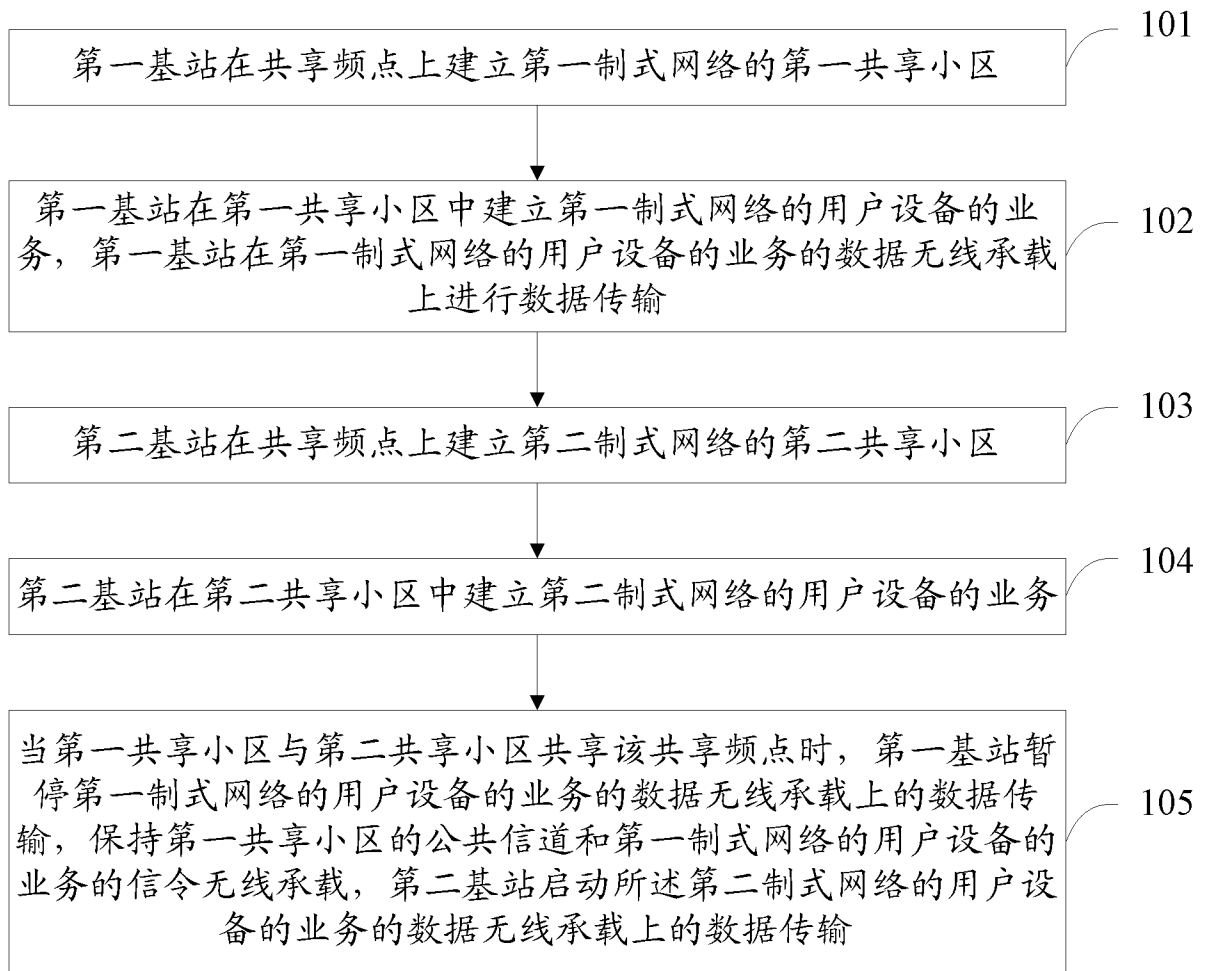 101
第一基站在共享频点上建立第一制式网络的第一共享小区
102
第一基站在第一共享小区中建立第一制式网络的用户设备的业
务，第一基站在第一制式网络的用户设备的业务的数据无线承载
上进行数据传输
103
第二基站在共享频点上建立第二制式网络的第二共享小区
104
第二基站在第二共享小区中建立第二制式网络的用户设备的业务
105
当第一共享小区与第二共享小区共享该共享频点时，第一基站暂
停第一制式网络的用户设备的业务的数据无线承载上的数据传
输，保持第一共享小区的公共信道和第一制式网络的用户设备的
业务的信令无线承载，第二基站启动所述第二制式网络的用户设
备的业务的数据无线承载上的数据传输